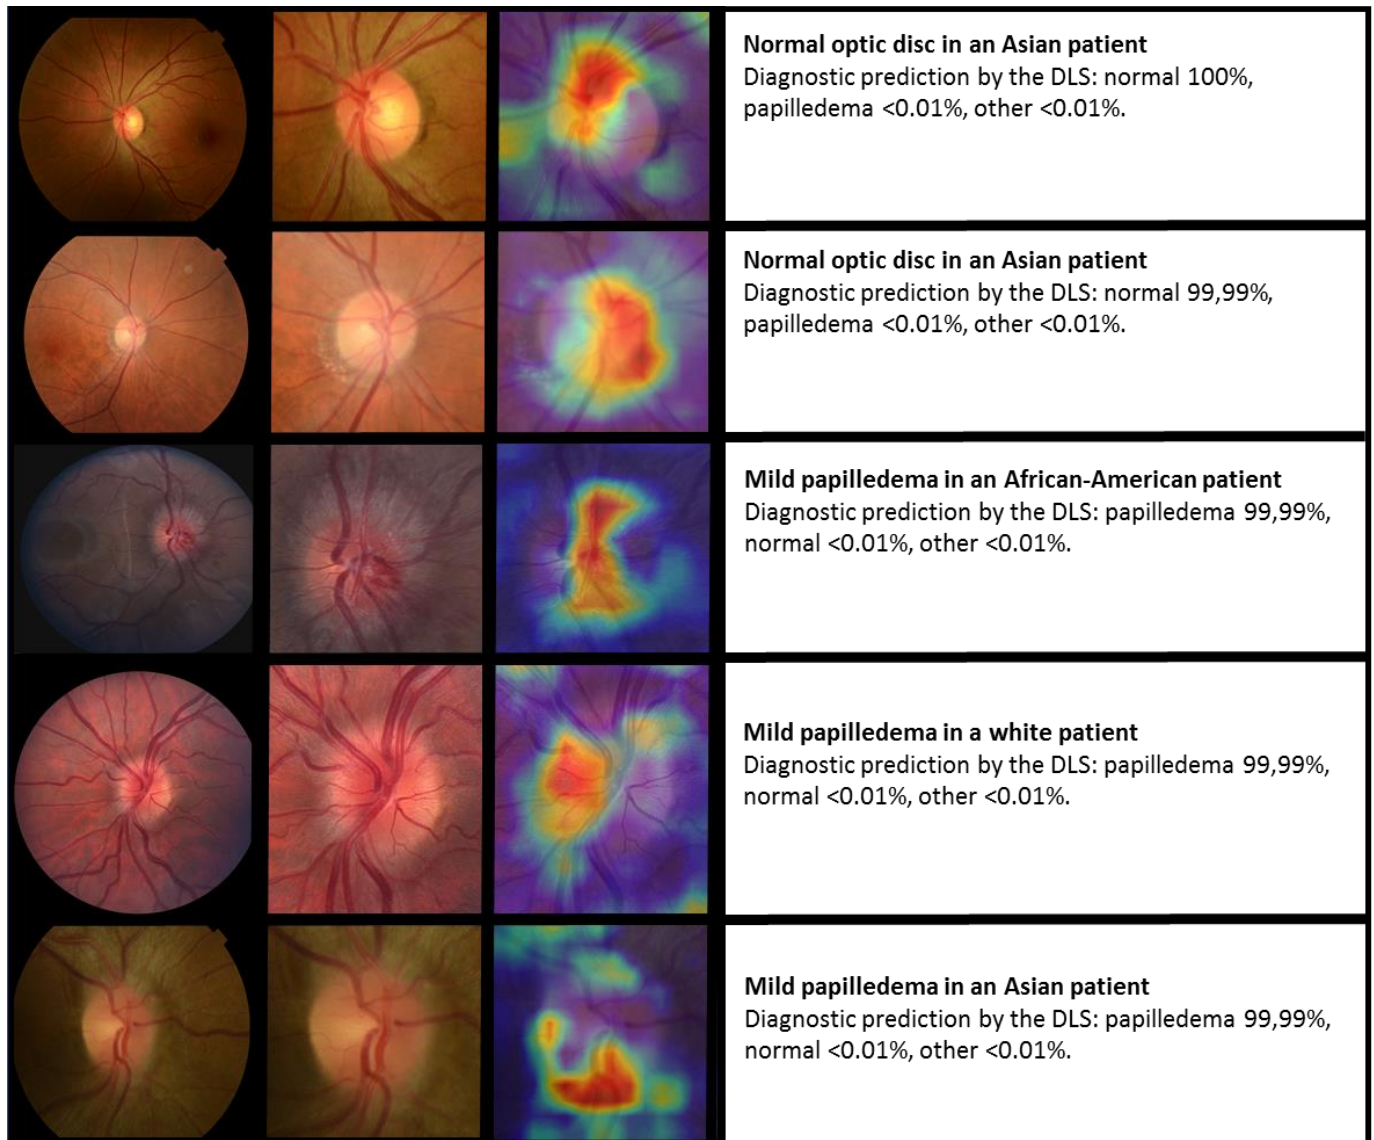 Normal optic disc in an Asian patient
Diagnostic prediction by the DLS: normal 100%,
papilledema <0.01%, other <0.01%.
Normal optic disc in an Asian patient
Diagnostic prediction by the DLS: normal 99,99%,
papilledema <0.01%, other <0.01%.
Mild papilledema in an African-American patient
Diagnostic prediction by the DLS: papilledema 99,99%,
normal <0.01%, other <0.01%.
Mild papilledema in a white patient
Diagnostic prediction by the DLS: papilledema 99,99%,
normal <0.01%, other <0.01%.
Mild papilledema in an Asian patient
Diagnostic prediction by the DLS: papilledema 99,99%,
normal <0.01%, other <0.01%.